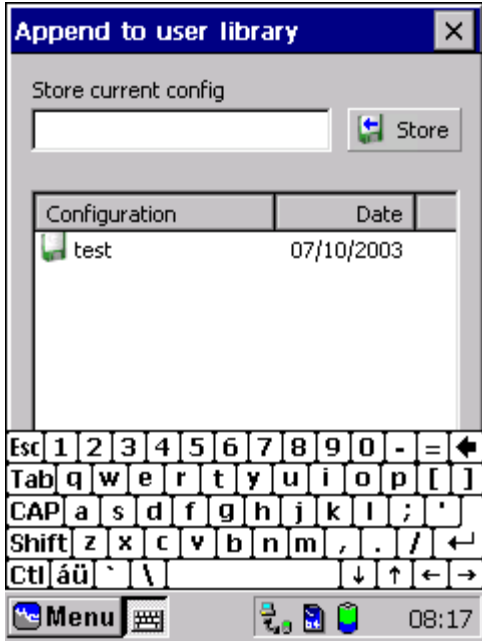 Append to user library
Store current config
Store
Configuration Date
test 07/10/2003
Esc 1 2 3 4 5 6 7 8 9 0 - =
Tab q w e r t y u i o p [ ]
CAP a s d f g h j k l ; '
Shift z x c v b n m , . /
Ctl áü ` \ ↓ ↑ ← →
Menu 08:17